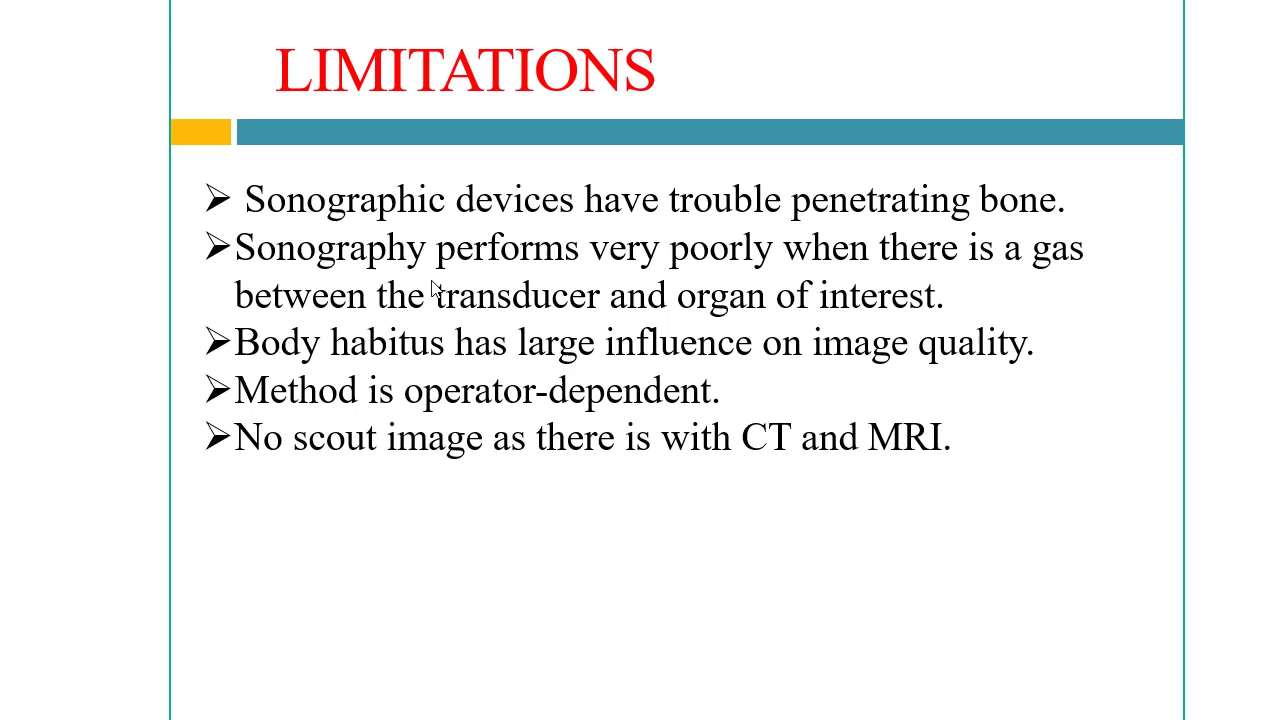 LIMITATIONS
➢ Sonographic devices have trouble penetrating bone.
➢Sonography performs very poorly when there is a gas
between the transducer and organ of interest.
➢Body habitus has large influence on image quality.
➢Method is operator-dependent.
➢No scout image as there is with CT and MRI.